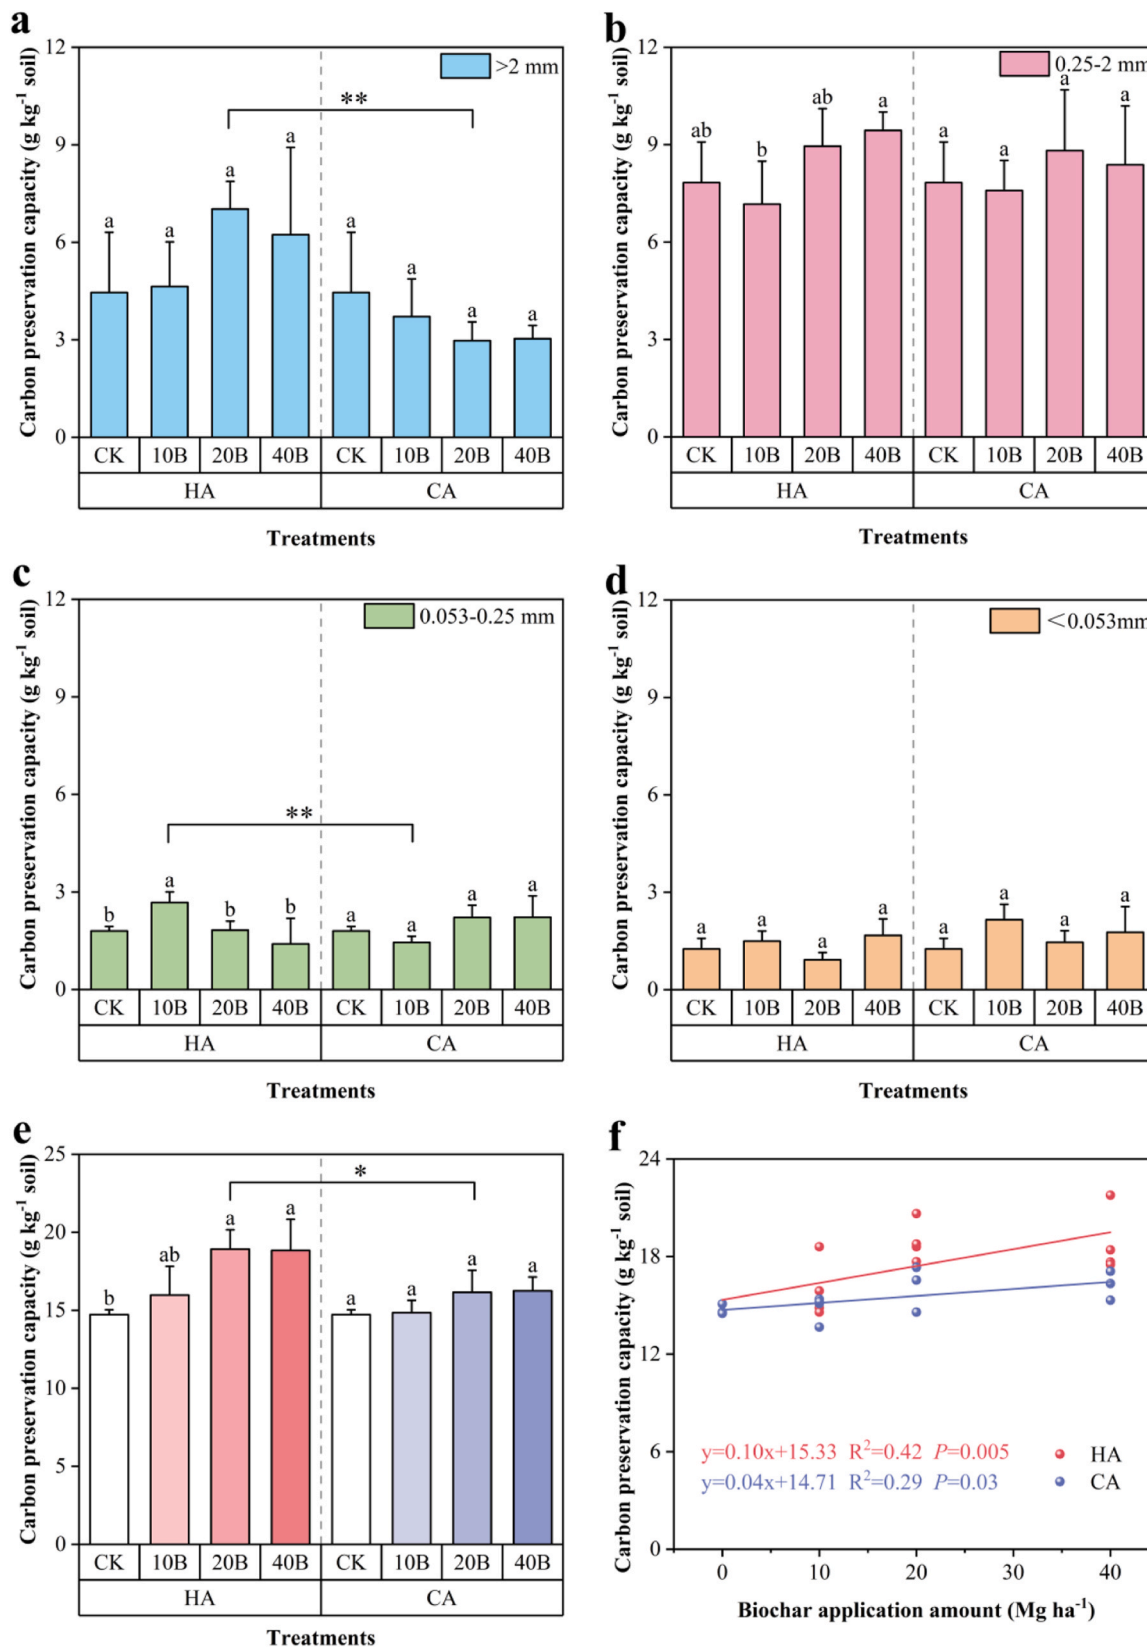 a
Carbon preservation capacity (g kg⁻¹ soil)
12
9
6
3
0
>2 mm
**
a
a
a
a
a
a
a
a
CK 10B 20B 40B CK 10B 20B 40B
HA CA
Treatments
b
Carbon preservation capacity (g kg⁻¹ soil)
12
9
6
3
0
0.25-2 mm
ab
b
ab
a
a
a
a
a
CK 10B 20B 40B CK 10B 20B 40B
HA CA
Treatments
c
Carbon preservation capacity (g kg⁻¹ soil)
12
9
6
3
0
0.053-0.25 mm
**
b
a
b
b
a
a
a
a
CK 10B 20B 40B CK 10B 20B 40B
HA CA
Treatments
d
Carbon preservation capacity (g kg⁻¹ soil)
12
9
6
3
0
<0.053mm
a
a
a
a
a
a
a
a
CK 10B 20B 40B CK 10B 20B 40B
HA CA
Treatments
e
Carbon preservation capacity (g kg⁻¹ soil)
25
20
15
10
5
0
*
b
ab
a
a
a
a
a
a
CK 10B 20B 40B CK 10B 20B 40B
HA CA
Treatments
f
Carbon preservation capacity (g kg⁻¹ soil)
24
18
12
6
0
y=0.10x+15.33 R²=0.42 P=0.005 HA
y=0.04x+14.71 R²=0.29 P=0.03 CA
0 10 20 30 40
Biochar application amount (Mg ha⁻¹)